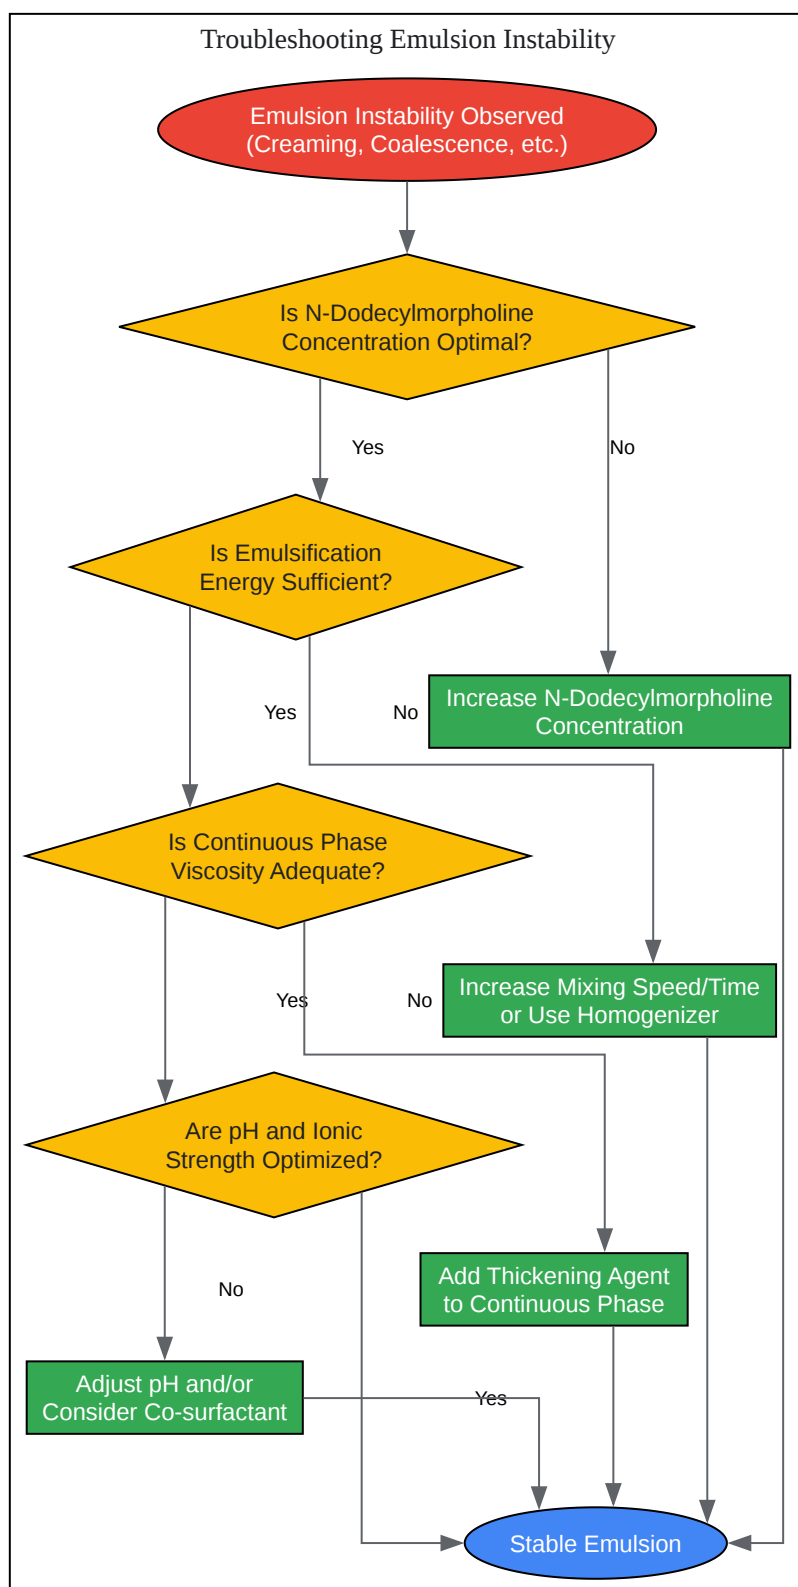 Troubleshooting Emulsion Instability
Emulsion Instability Observed
(Creaming, Coalescence, etc.)
Is N-Dodecylmorpholine
Concentration Optimal?
Yes
No
Is Emulsification
Energy Sufficient?
Yes
No
Increase N-Dodecylmorpholine
Concentration
Is Continuous Phase
Viscosity Adequate?
Yes
No
Increase Mixing Speed/Time
or Use Homogenizer
Are pH and Ionic
Strength Optimized?
No
Add Thickening Agent
to Continuous Phase
Adjust pH and/or
Consider Co-surfactant
Yes
Stable Emulsion